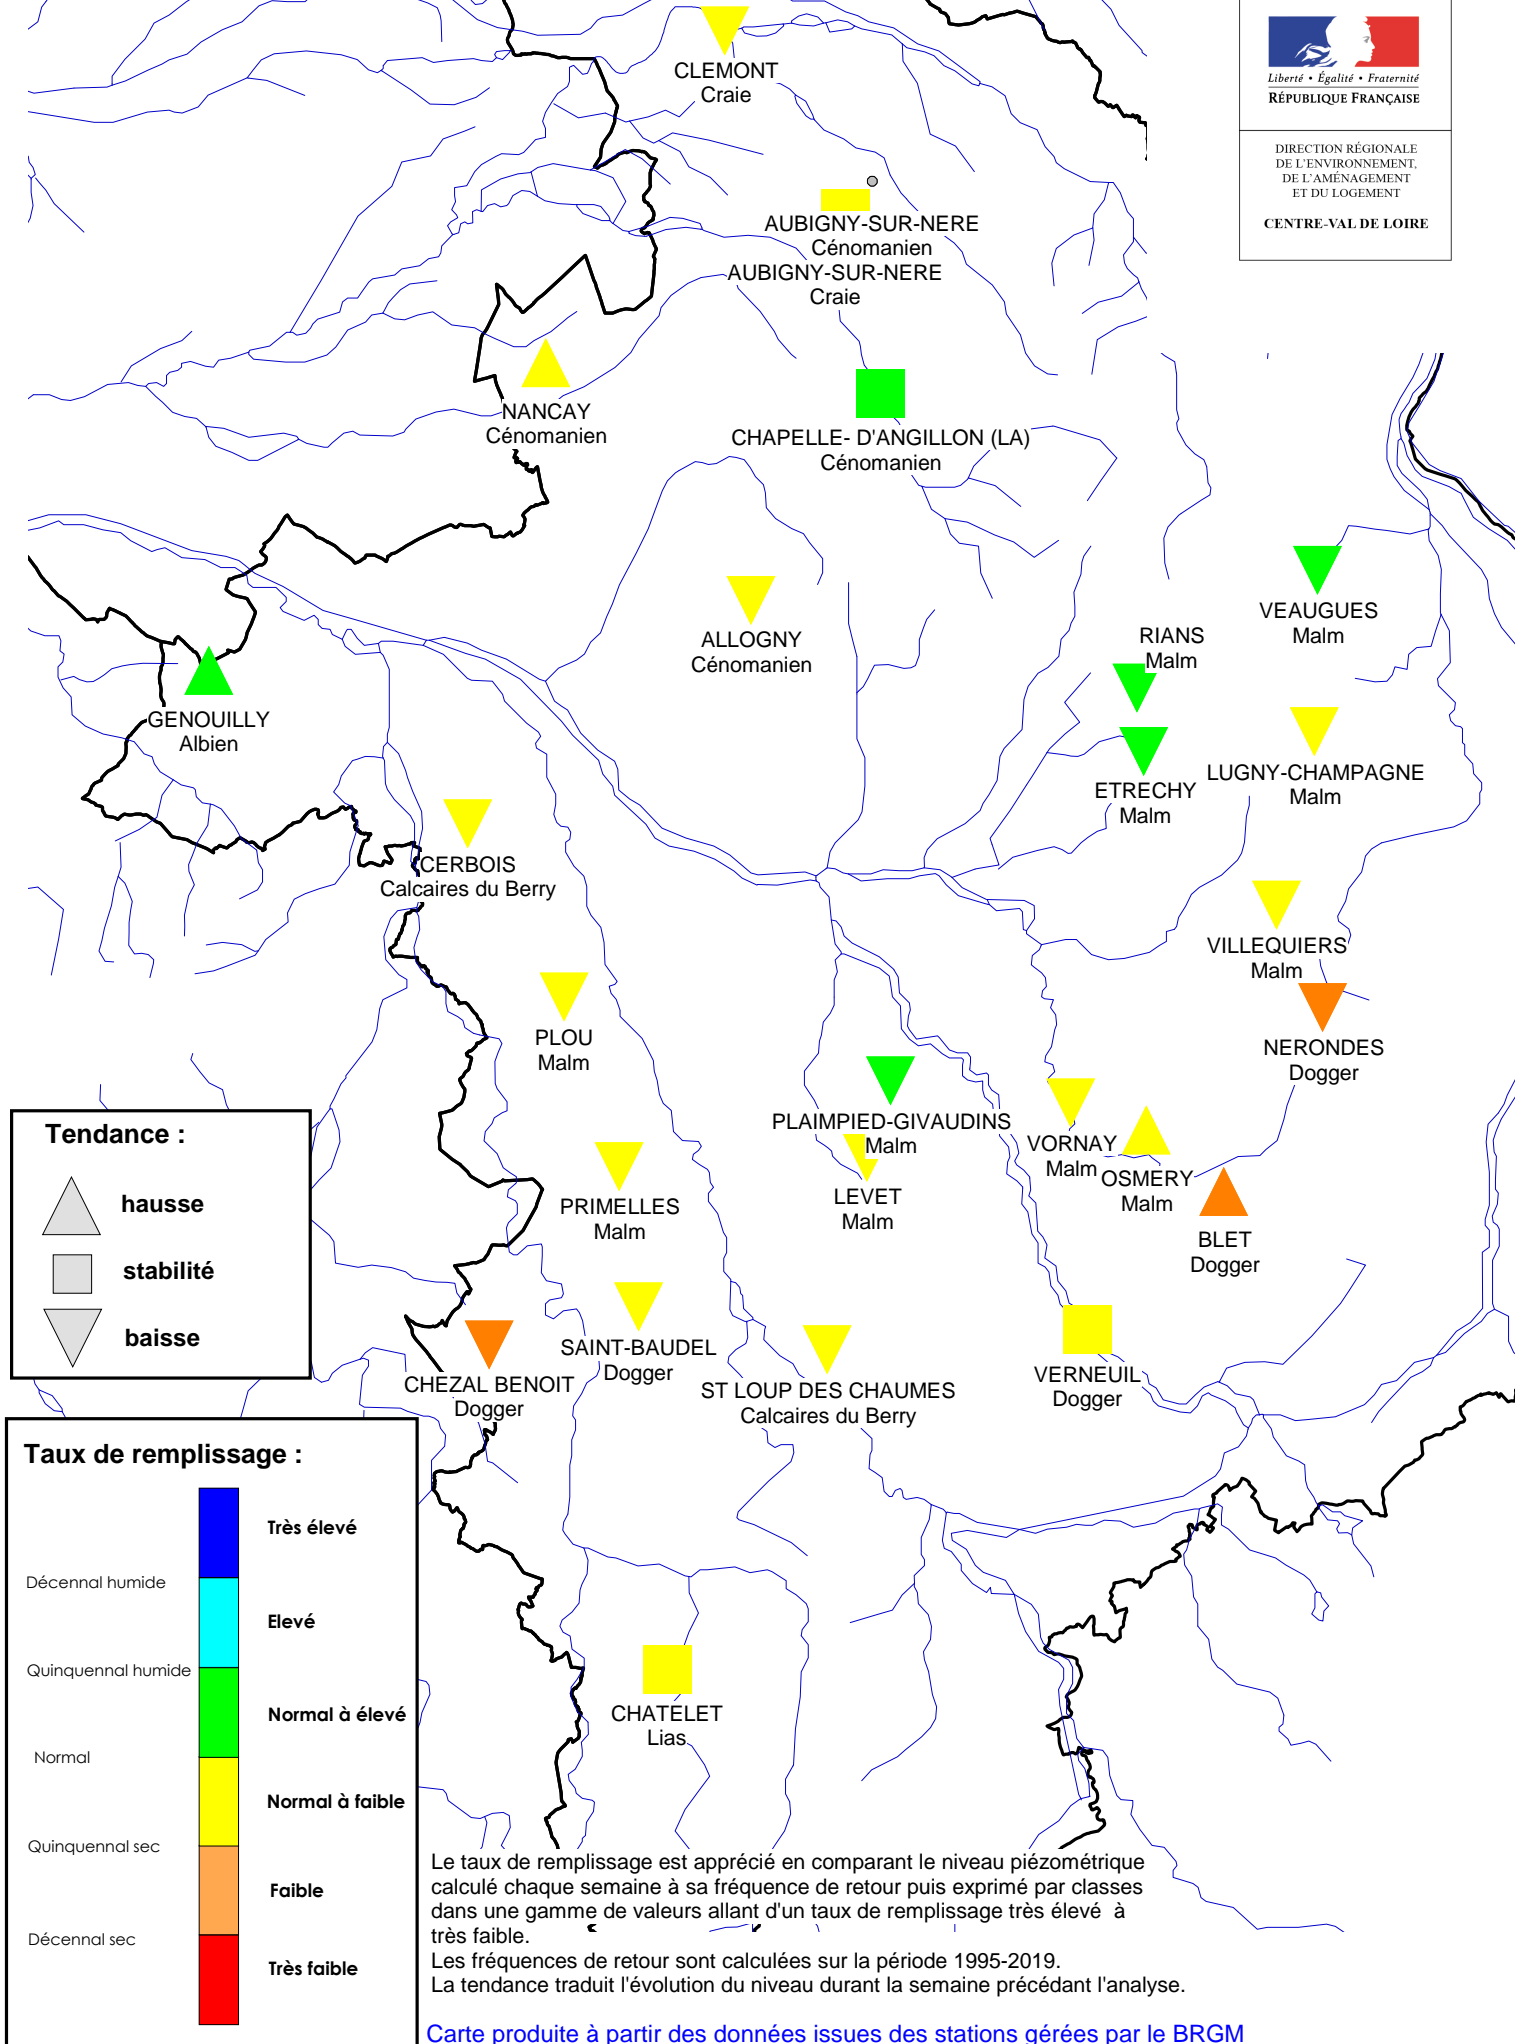 CLEMONT
Craie
Liberté • Égalité • Fraternité
RÉPUBLIQUE FRANÇAISE
DIRECTION RÉGIONALE
DE L'ENVIRONNEMENT,
DE L'AMÉNAGEMENT
ET DU LOGEMENT
CENTRE-VAL DE LOIRE
AUBIGNY-SUR-NERE
Cénomanien
AUBIGNY-SUR-NERE
Craie
NANCAY
Cénomanien
CHAPELLE- D'ANGILLON (LA)
Cénomanien
VEAUGUES
Malm
RIANS
Malm
ALLOGNY
Cénomanien
GENOUILLY
Albien
LUGNY-CHAMPAGNE
Malm
ETRECHY
Malm
CERBOIS
Calcaires du Berry
VILLEQUIERS
Malm
PLOU
Malm
NERONDES
Dogger
PLAIMPIED-GIVAUDINS
Malm
VORNAY
Malm
OSMERY
Malm
LEVET
Malm
PRIMELLES
Malm
BLET
Dogger
SAINT-BAUDEL
Dogger
CHEZAL BENOIT
Dogger
ST LOUP DES CHAUMES
Calcaires du Berry
VERNEUIL
Dogger
CHATELET
Lias
Tendance :
hausse
stabilité
baisse
Taux de remplissage :
Très élevé
Décennal humide
Elevé
Quinquennal humide
Normal à élevé
Normal
Normal à faible
Quinquennal sec
Faible
Décennal sec
Très faible
Le taux de remplissage est apprécié en comparant le niveau piézométrique
calculé chaque semaine à sa fréquence de retour puis exprimé par classes
dans une gamme de valeurs allant d'un taux de remplissage très élevé à
très faible.
Les fréquences de retour sont calculées sur la période 1995-2019.
La tendance traduit l'évolution du niveau durant la semaine précédant l'analyse.
Carte produite à partir des données issues des stations gérées par le BRGM